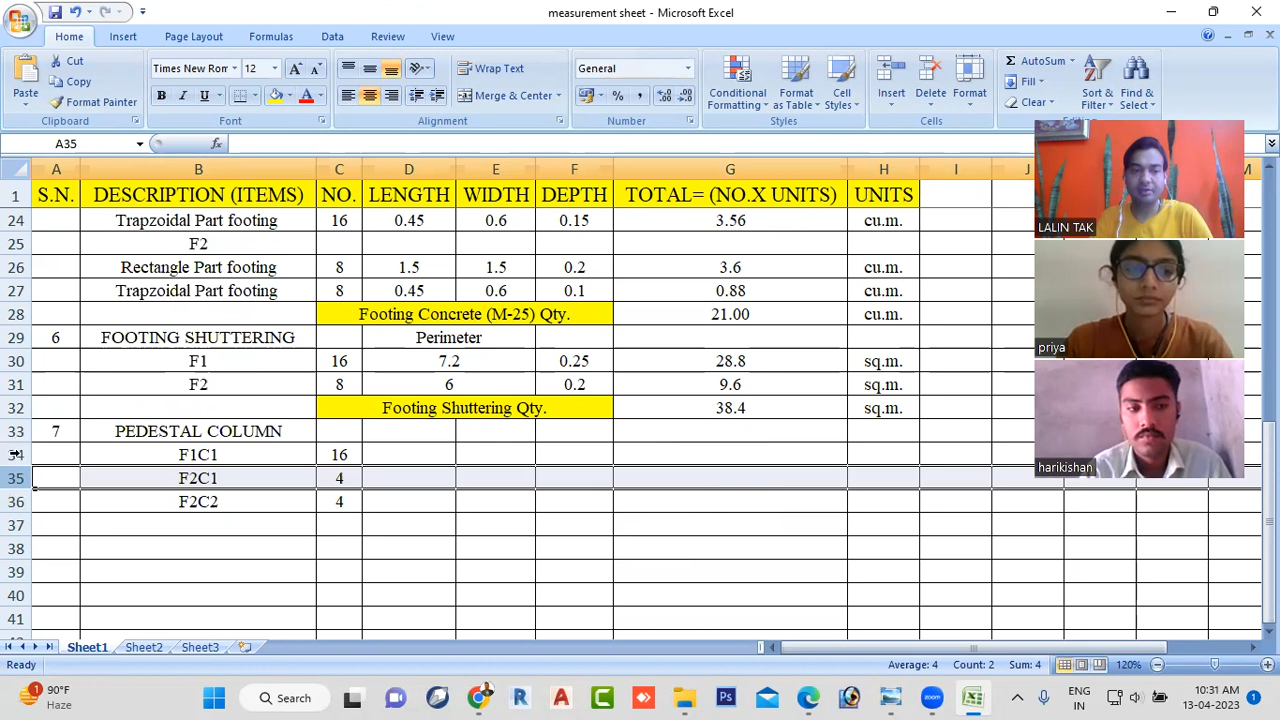 measurement sheet - Microsoft Excel
Home Insert Page Layout Formulas Data Review View
Paste Cut Copy Format Painter Clipboard
Times New Rom 12 B I U A Font
Wrap Text Merge & Center Alignment
General % , Number
Conditional Formatting Format as Table Cell Styles Styles
Insert Delete Format Cells
AutoSum Fill Clear Sort & Filter Find & Select
A35 fx
A B C D E F G H I J M
1 S.N. DESCRIPTION (ITEMS) NO. LENGTH WIDTH DEPTH TOTAL= (NO.X UNITS) UNITS
24 Trapzoidal Part footing 16 0.45 0.6 0.15 3.56 cu.m.
25 F2
26 Rectangle Part footing 8 1.5 1.5 0.2 3.6 cu.m.
27 Trapzoidal Part footing 8 0.45 0.6 0.1 0.88 cu.m.
28 Footing Concrete (M-25) Qty. 21.00 cu.m.
29 6 FOOTING SHUTTERING Perimeter
30 F1 16 7.2 0.25 28.8 sq.m.
31 F2 8 6 0.2 9.6 sq.m.
32 Footing Shuttering Qty. 38.4 sq.m.
33 7 PEDESTAL COLUMN
34 F1C1 16
35 F2C1 4
36 F2C2 4
37
38
39
40
41
LALIN TAK
priya
harikishan
Sheet1 Sheet2 Sheet3
Ready Average: 4 Count: 2 Sum: 4 120%
1 90°F Haze
Search
ENG IN
10:31 AM
13-04-2023
1